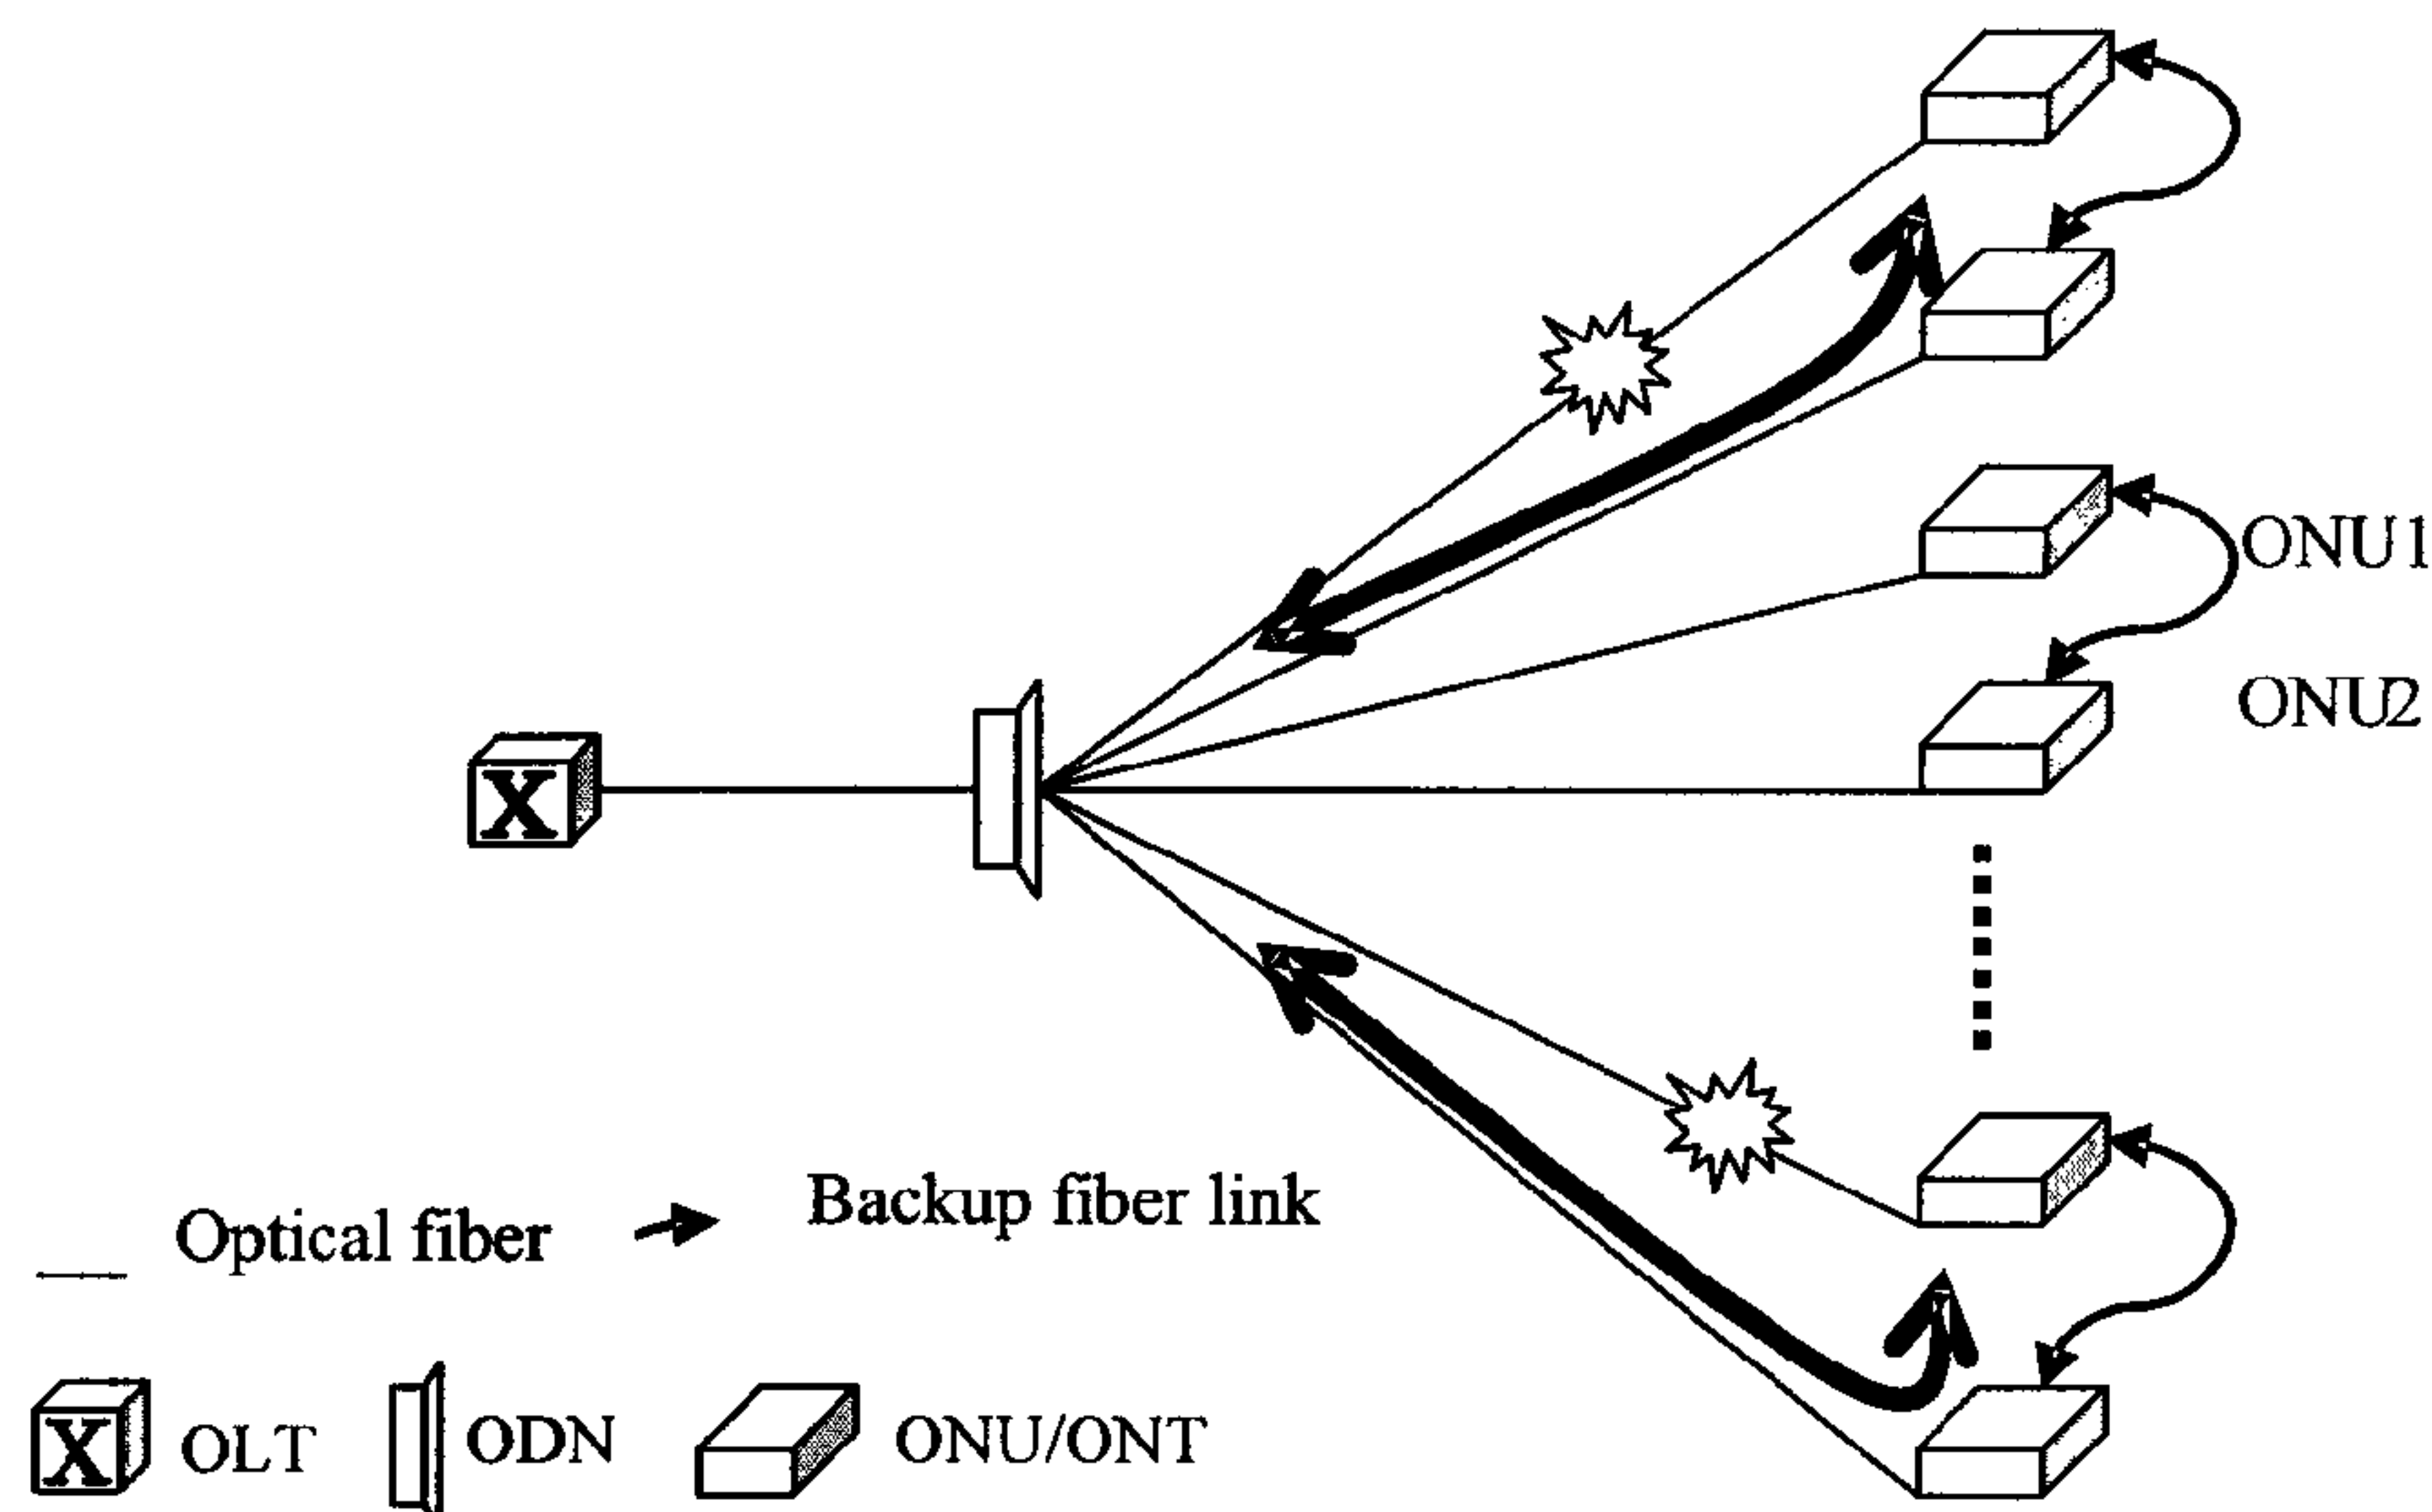 ONU1
ONU2
X
Optical fiber
Backup fiber link
X
OLT
ODN
ONU/ONT